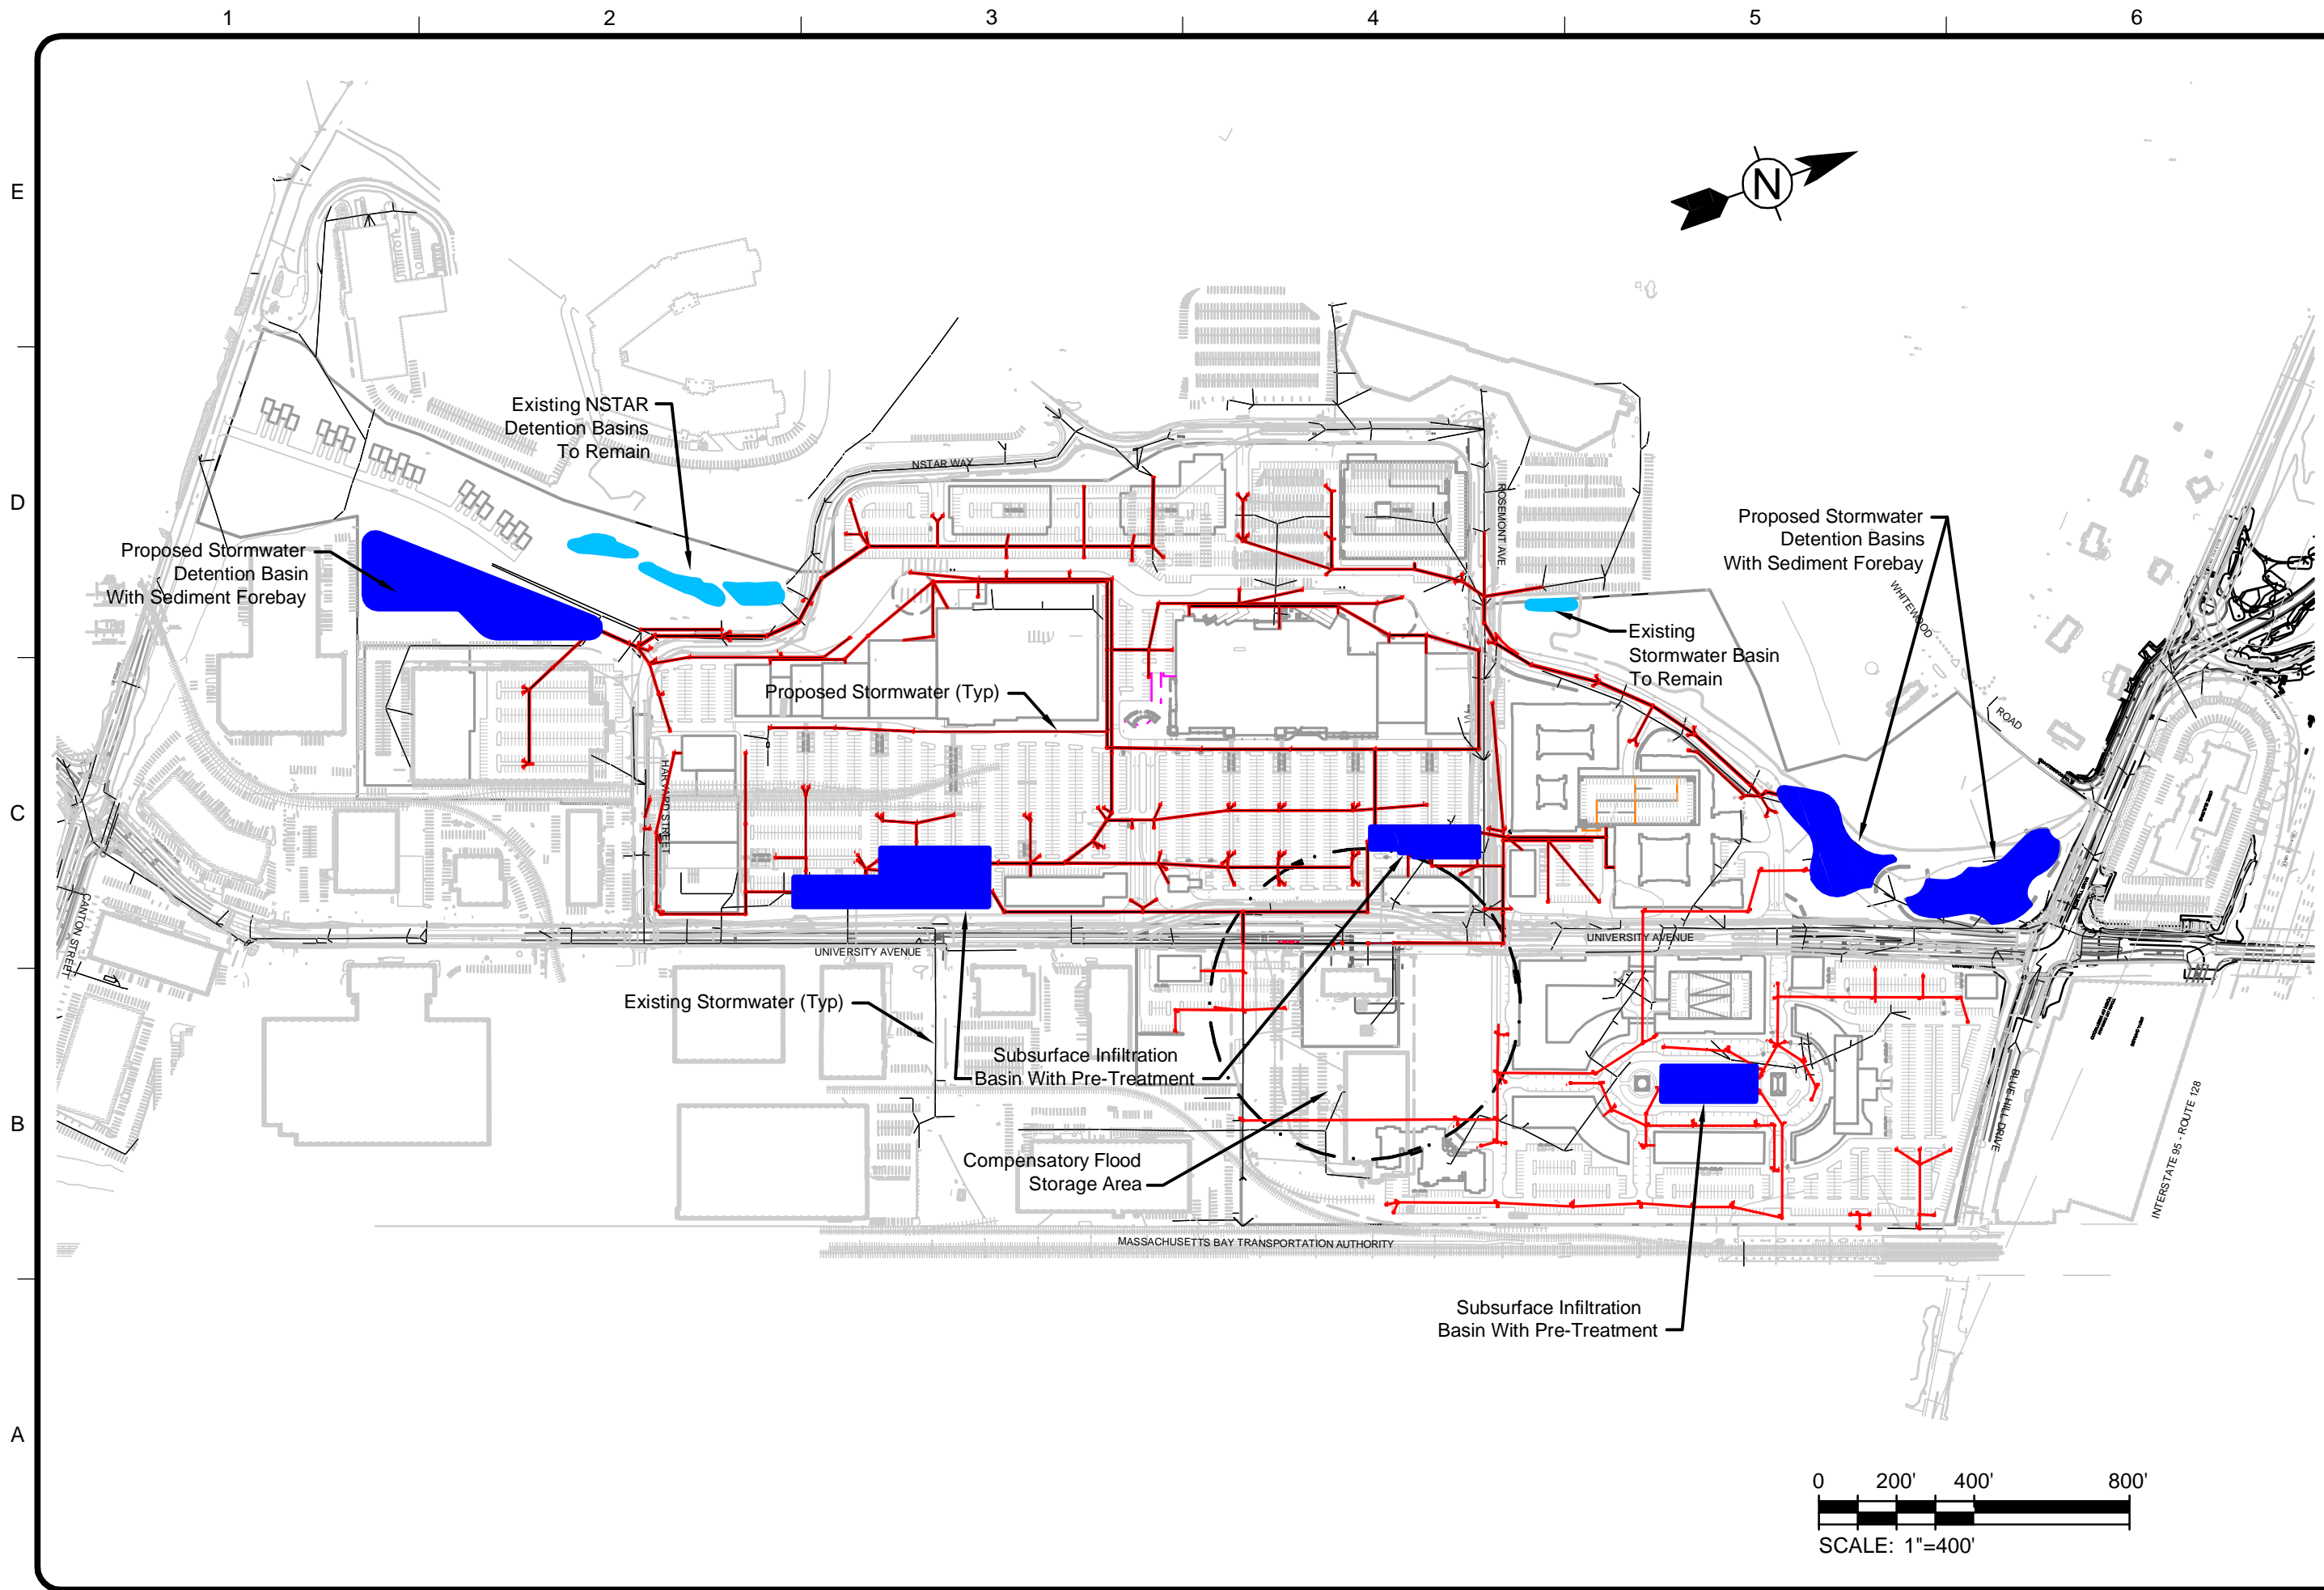 1 2 3 4 5 6
E
N
D
Existing NSTAR
Detention Basins
To Remain
NSTAR WAY
ROSEMONT AVE.
Proposed Stormwater
Detention Basin
With Sediment Forebay
Proposed Stormwater
Detention Basins
With Sediment Forebay
WHITEWOOD
ROAD
Existing
Stormwater Basin
To Remain
Proposed Stormwater (Typ)
C
HARVARD STREET
CANTON STREET
UNIVERSITY AVENUE
UNIVERSITY AVENUE
Existing Stormwater (Typ)
Subsurface Infiltration
Basin With Pre-Treatment
B
Compensatory Flood
Storage Area
BLUE HILL DRIVE
INTERSTATE 95 - ROUTE 128
MASSACHUSETTS BAY TRANSPORTATION AUTHORITY
Subsurface Infiltration
Basin With Pre-Treatment
A
0 200' 400' 800'
SCALE: 1"=400'